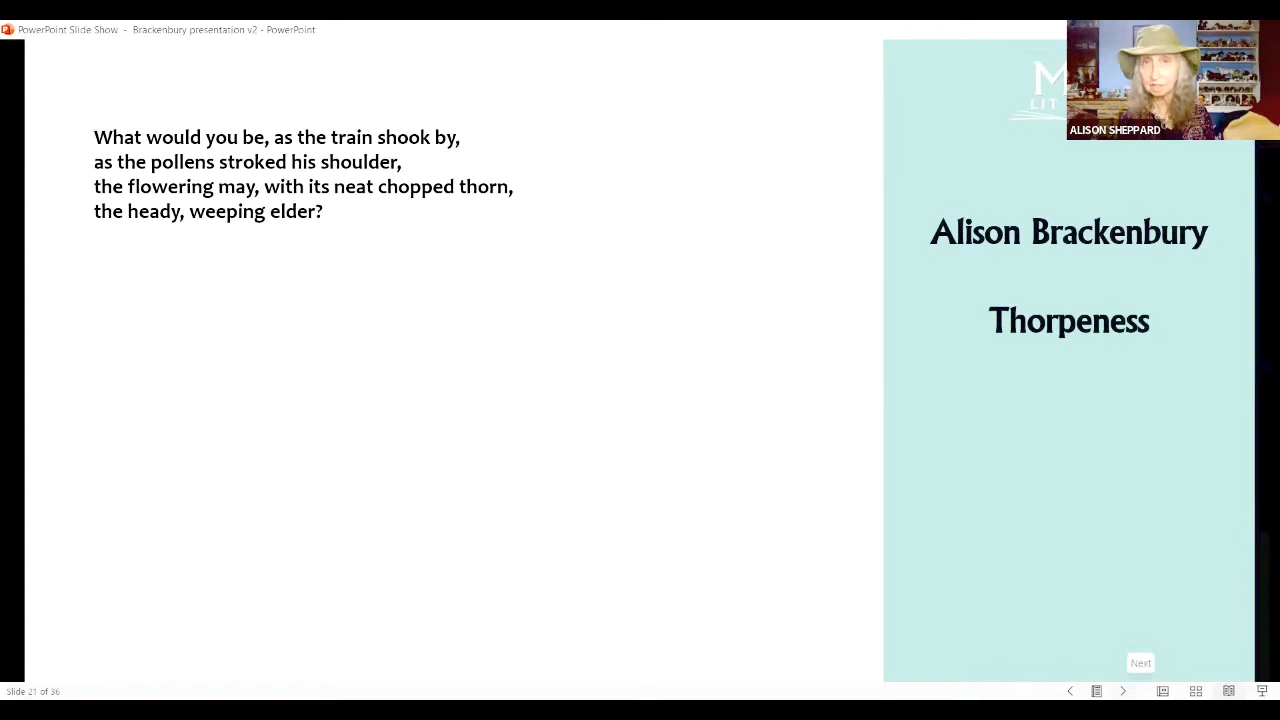 PowerPoint Slide Show - Brackenbury presentation v2 - PowerPoint
ALISON SHEPPARD
What would you be, as the train shook by,
as the pollens stroked his shoulder,
the flowering may, with its neat chopped thorn,
the heady, weeping elder?
M
LIT
Alison Brackenbury
Thorpeness
Next
Slide 21 of 36